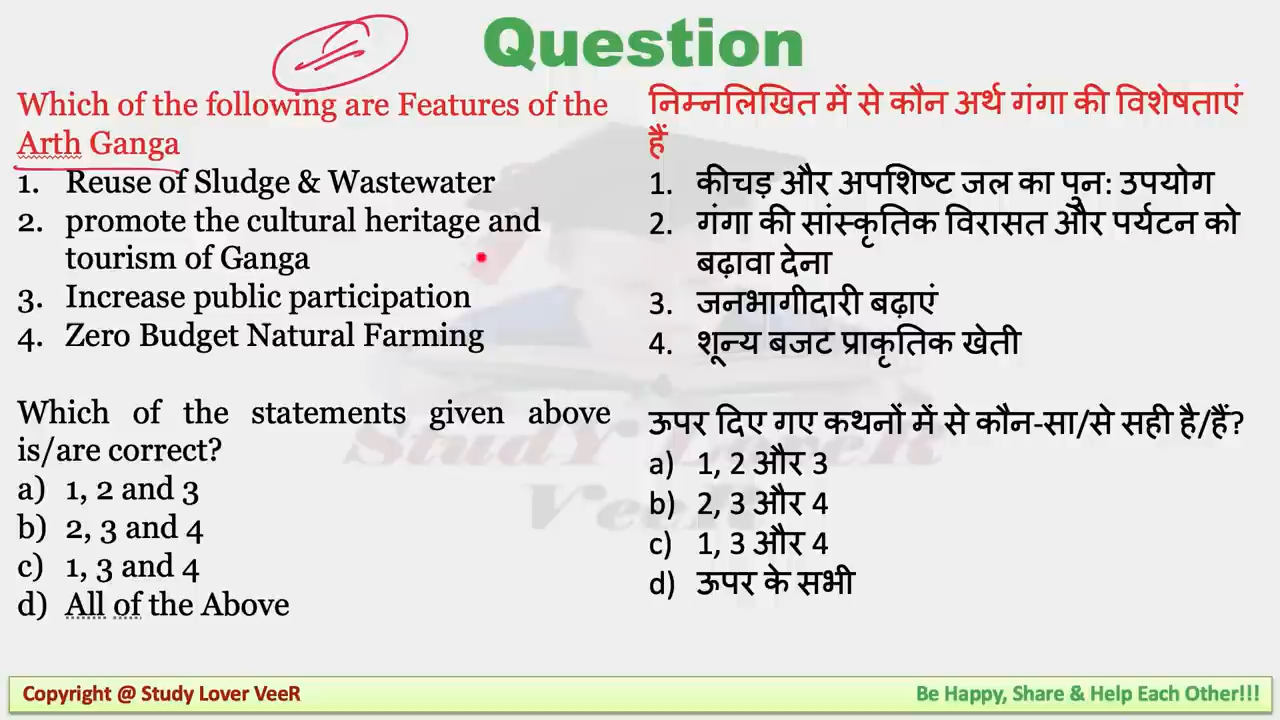 Question
Which of the following are Features of the
Arth Ganga
1. Reuse of Sludge & Wastewater
2. promote the cultural heritage and
tourism of Ganga
3. Increase public participation
4. Zero Budget Natural Farming
Which of the statements given above
is/are correct?
a) 1, 2 and 3
b) 2, 3 and 4
c) 1, 3 and 4
d) All of the Above
निम्नलिखित में से कौन अर्थ गंगा की विशेषताएं
हैं
1. कीचड़ और अपशिष्ट जल का पुन: उपयोग
2. गंगा की सांस्कृतिक विरासत और पर्यटन को
बढ़ावा देना
3. जनभागीदारी बढ़ाएं
4. शून्य बजट प्राकृतिक खेती
ऊपर दिए गए कथनों में से कौन-सा/से सही है/हैं?
a) 1, 2 और 3
b) 2, 3 और 4
c) 1, 3 और 4
d) ऊपर के सभी
StudY LoveR
VeeR
Copyright @ Study Lover VeeR
Be Happy, Share & Help Each Other!!!